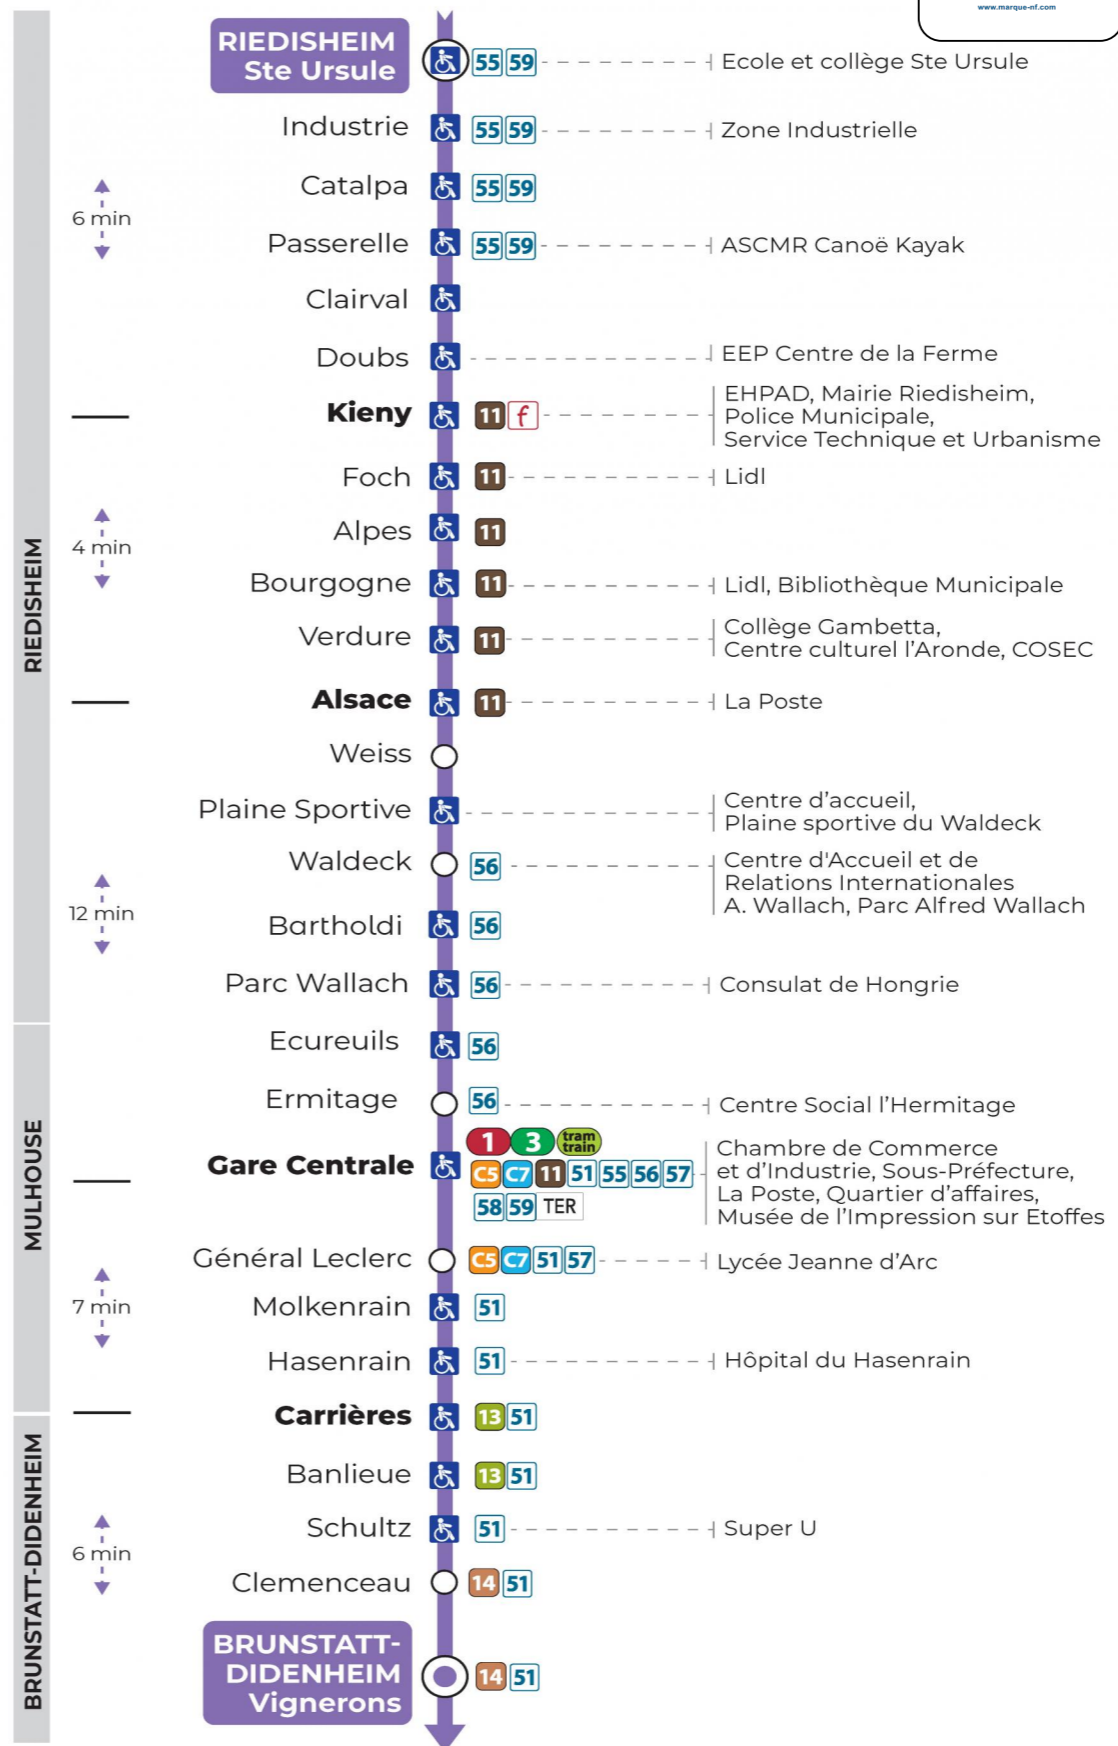 www.marque-nf.com
RIEDISHEIM
Ste Ursule
55 59
Ecole et collège Ste Ursule
Industrie
55 59
Zone Industrielle
Catalpa
55 59
6 min
Passerelle
55 59
ASCMR Canoë Kayak
Clairval
Doubs
EEP Centre de la Ferme
Kieny
11 f
EHPAD, Mairie Riedisheim,
Police Municipale,
Service Technique et Urbanisme
Foch
11
Lidl
Alpes
11
4 min
Bourgogne
11
Lidl, Bibliothèque Municipale
RIEDISHEIM
Verdure
11
Collège Gambetta,
Centre culturel l'Aronde, COSEC
Alsace
11
La Poste
Weiss
Plaine Sportive
Centre d'accueil,
Plaine sportive du Waldeck
Waldeck
56
Centre d'Accueil et de
Relations Internationales
A. Wallach, Parc Alfred Wallach
12 min
Bartholdi
56
Parc Wallach
56
Consulat de Hongrie
Ecureuils
56
Ermitage
56
Centre Social l'Hermitage
MULHOUSE
Gare Centrale
1 3 tram
train
C5 C7 11 51 55 56 57
58 59 TER
Chambre de Commerce
et d'Industrie, Sous-Préfecture,
La Poste, Quartier d'affaires,
Musée de l'Impression sur Etoffes
Général Leclerc
C5 C7 51 57
Lycée Jeanne d'Arc
7 min
Molkenrain
51
Hasenrain
51
Hôpital du Hasenrain
Carrières
13 51
Banlieue
13 51
Schultz
51
Super U
6 min
BRUNSTATT-DIDENHEIM
Clemenceau
14 51
BRUNSTATT-
DIDENHEIM
Vignerons
14 51